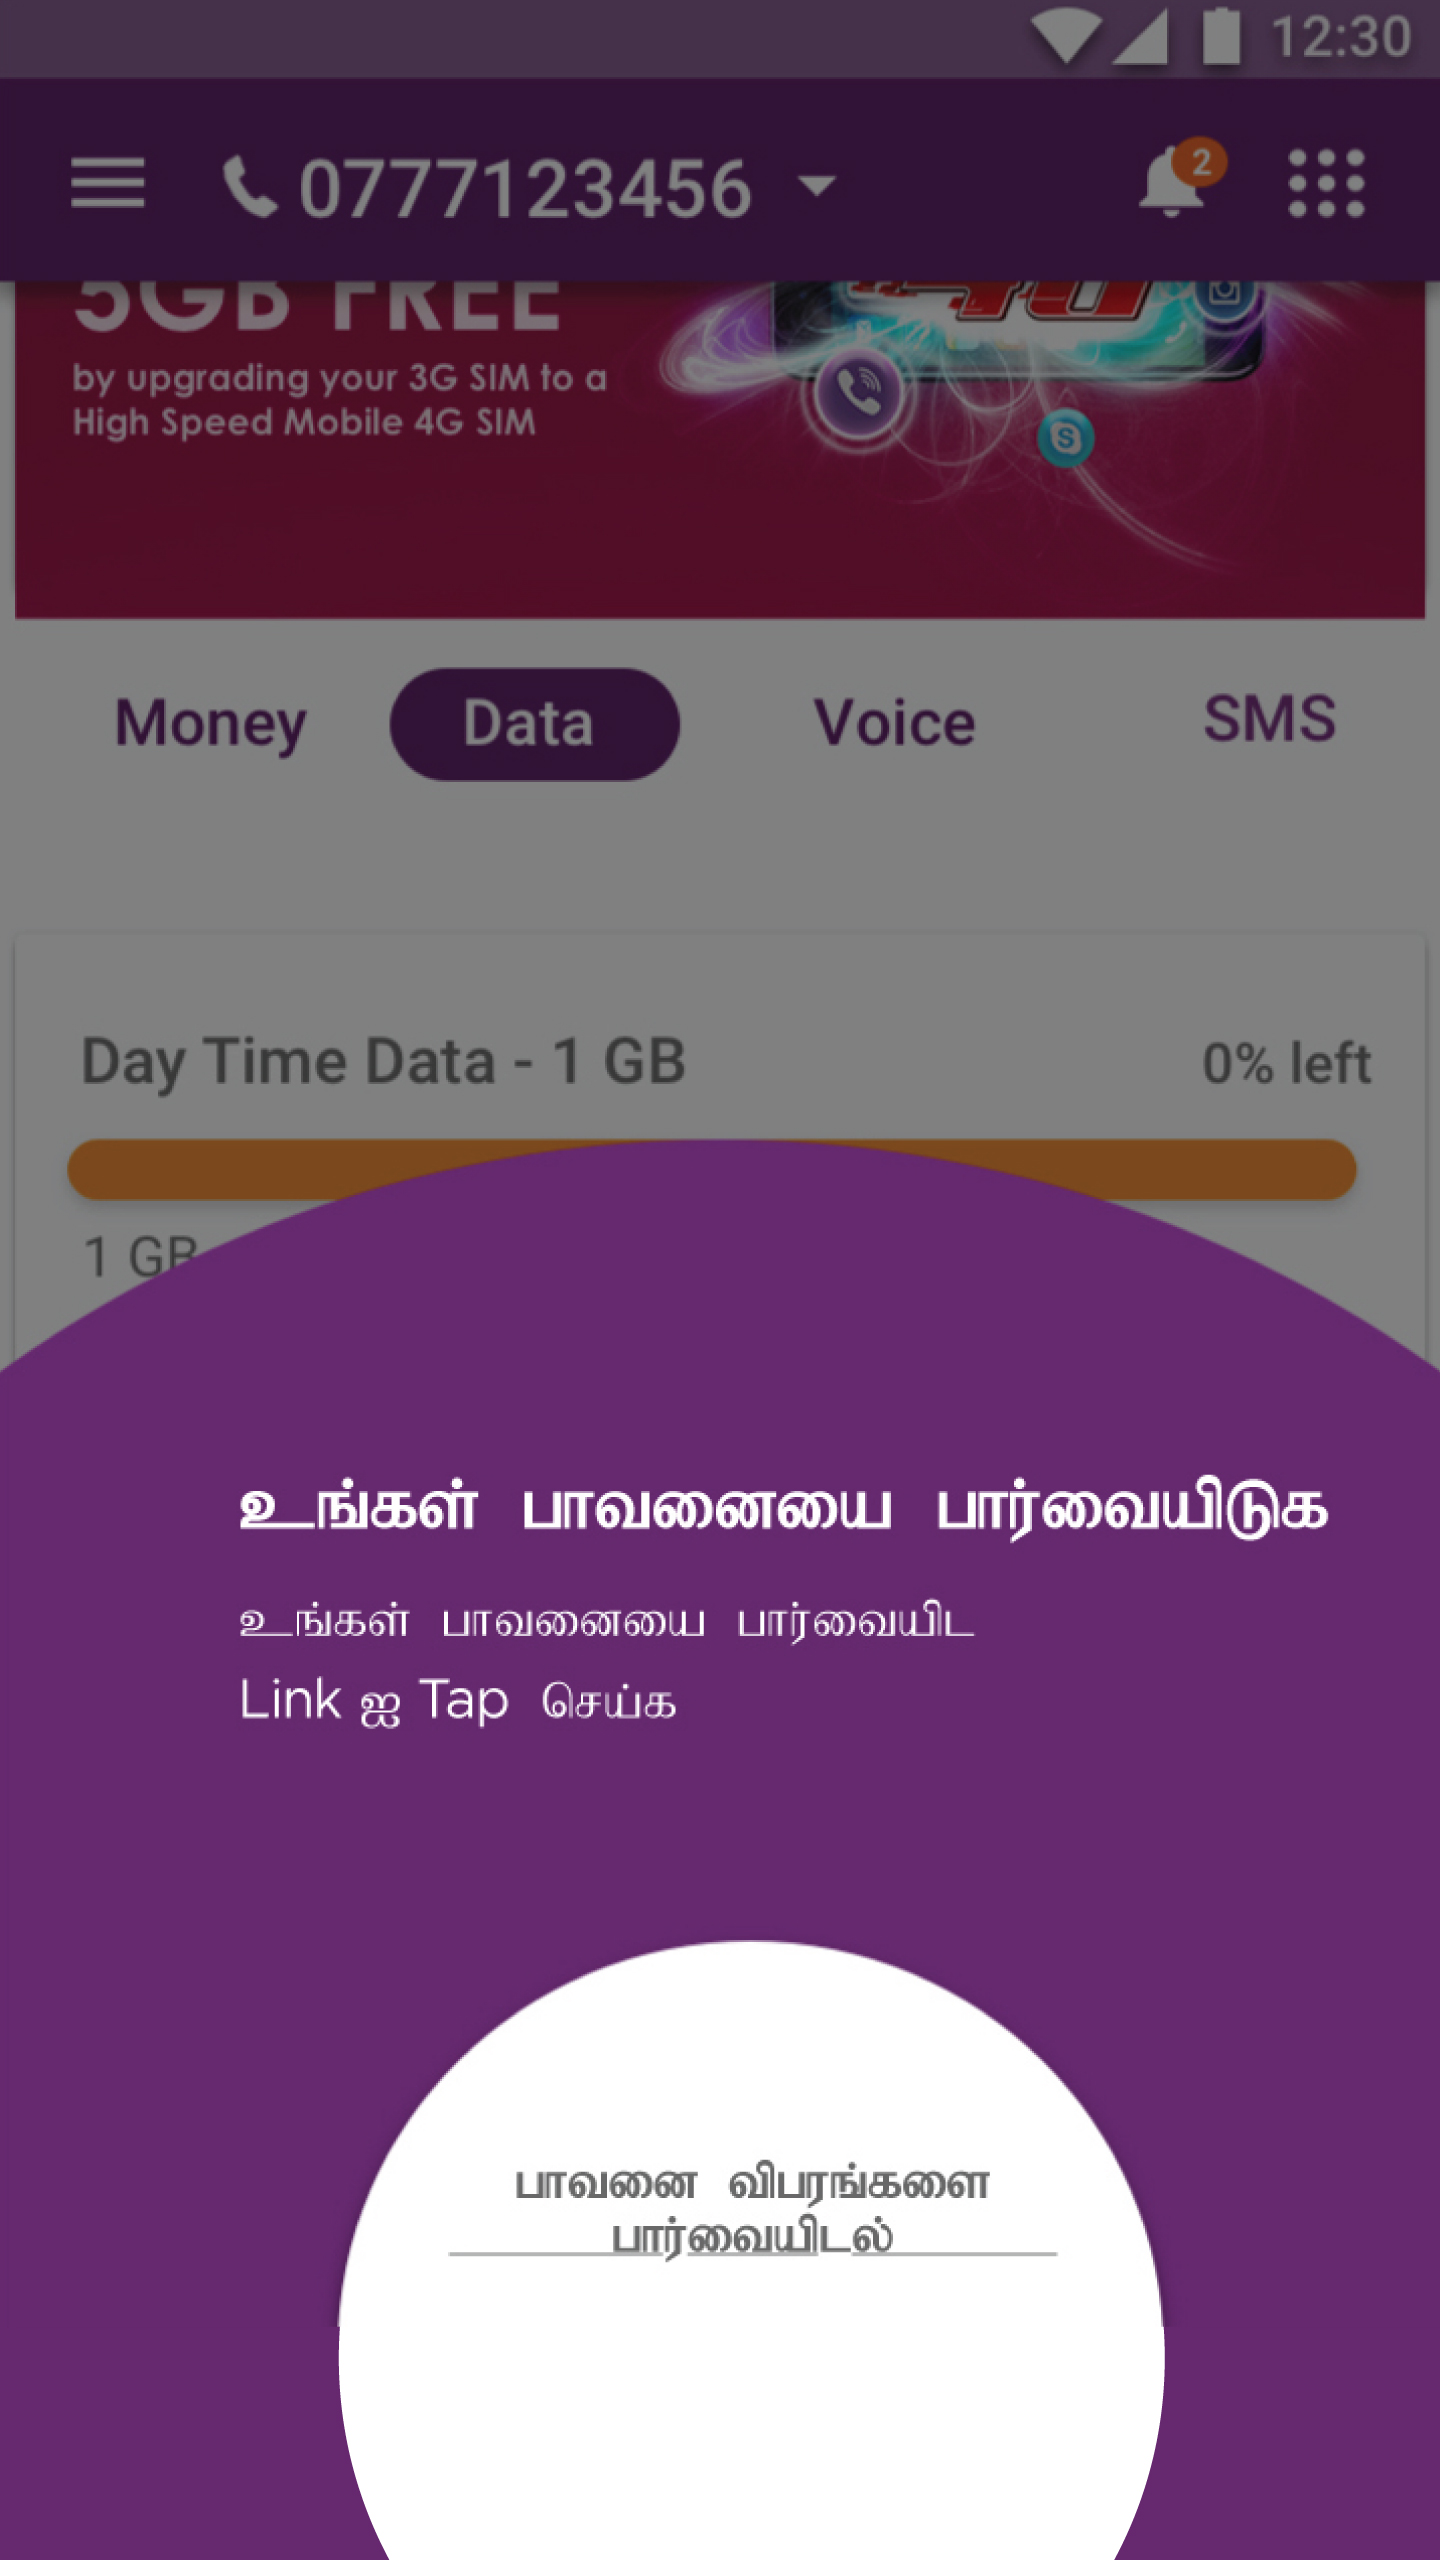 12:30
0777123456
2
5GB FREE
by upgrading your 3G SIM to a
High Speed Mobile 4G SIM
Money Data Voice SMS
Day Time Data - 1 GB 0% left
1 GB
உங்கள் பாவனையை பார்வையிடுக
உங்கள் பாவனையை பார்வையிட
Link ஐ Tap செய்க
பாவனை விபரங்களை
பார்வையிடல்